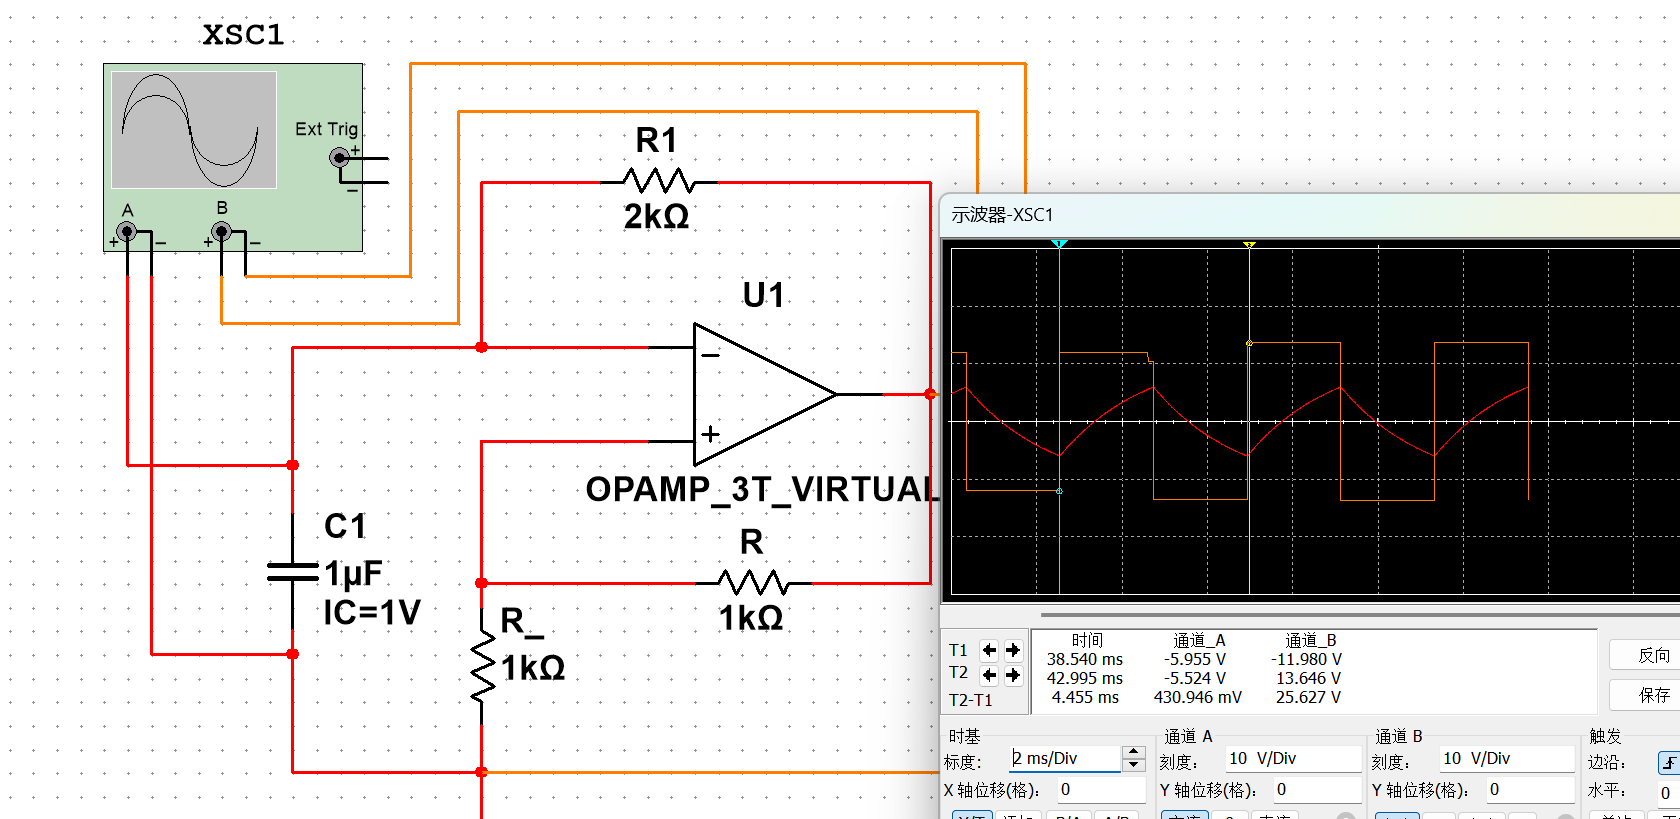 XSC1
Ext Trig
+
−
A
B
+ −
+ −
R1
2kΩ
U1
OPAMP_3T_VIRTUAL
R
1kΩ
C1
1µF
IC=1V
R_
1kΩ
示波器-XSC1
1
2
时间 通道_A 通道_B
T1 38.540 ms -5.955 V -11.980 V
T2 42.995 ms -5.524 V 13.646 V
T2-T1 4.455 ms 430.946 mV 25.627 V
反向
保存
时基
标度： 2 ms/Div
X 轴位移(格)： 0
通道 A
刻度： 10 V/Div
Y 轴位移(格)： 0
通道 B
刻度： 10 V/Div
Y 轴位移(格)： 0
触发
边沿：
水平： 0